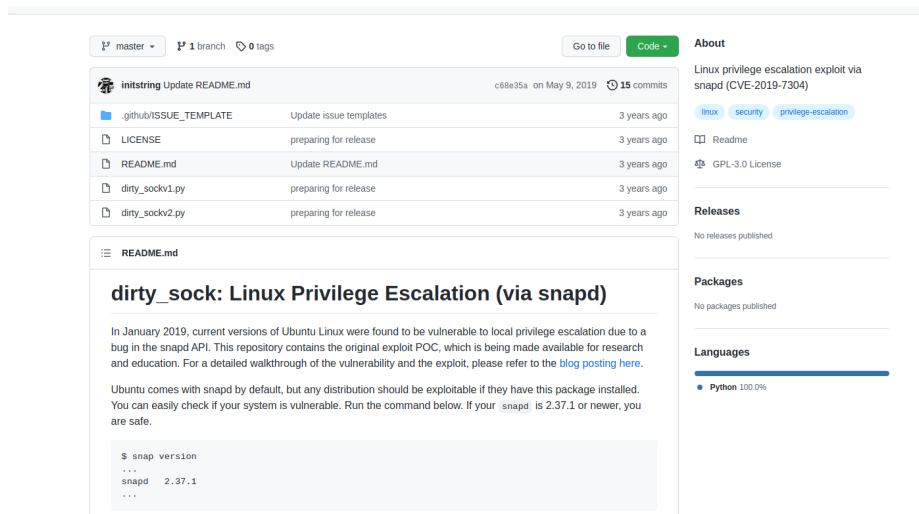 master
1 branch
0 tags
Go to file
Code
initstring Update README.md
c68e35a on May 9, 2019
15 commits
.github/ISSUE_TEMPLATE Update issue templates 3 years ago
LICENSE preparing for release 3 years ago
README.md Update README.md 3 years ago
dirty_sockv1.py preparing for release 3 years ago
dirty_sockv2.py preparing for release 3 years ago
README.md
dirty_sock: Linux Privilege Escalation (via snapd)
In January 2019, current versions of Ubuntu Linux were found to be vulnerable to local privilege escalation due to a
bug in the snapd API. This repository contains the original exploit POC, which is being made available for research
and education. For a detailed walkthrough of the vulnerability and the exploit, please refer to the blog posting here.
Ubuntu comes with snapd by default, but any distribution should be exploitable if they have this package installed.
You can easily check if your system is vulnerable. Run the command below. If your snapd is 2.37.1 or newer, you
are safe.
$ snap version
...
snapd 2.37.1
...
About
Linux privilege escalation exploit via
snapd (CVE-2019-7304)
linux security privilege-escalation
Readme
GPL-3.0 License
Releases
No releases published
Packages
No packages published
Languages
Python 100.0%